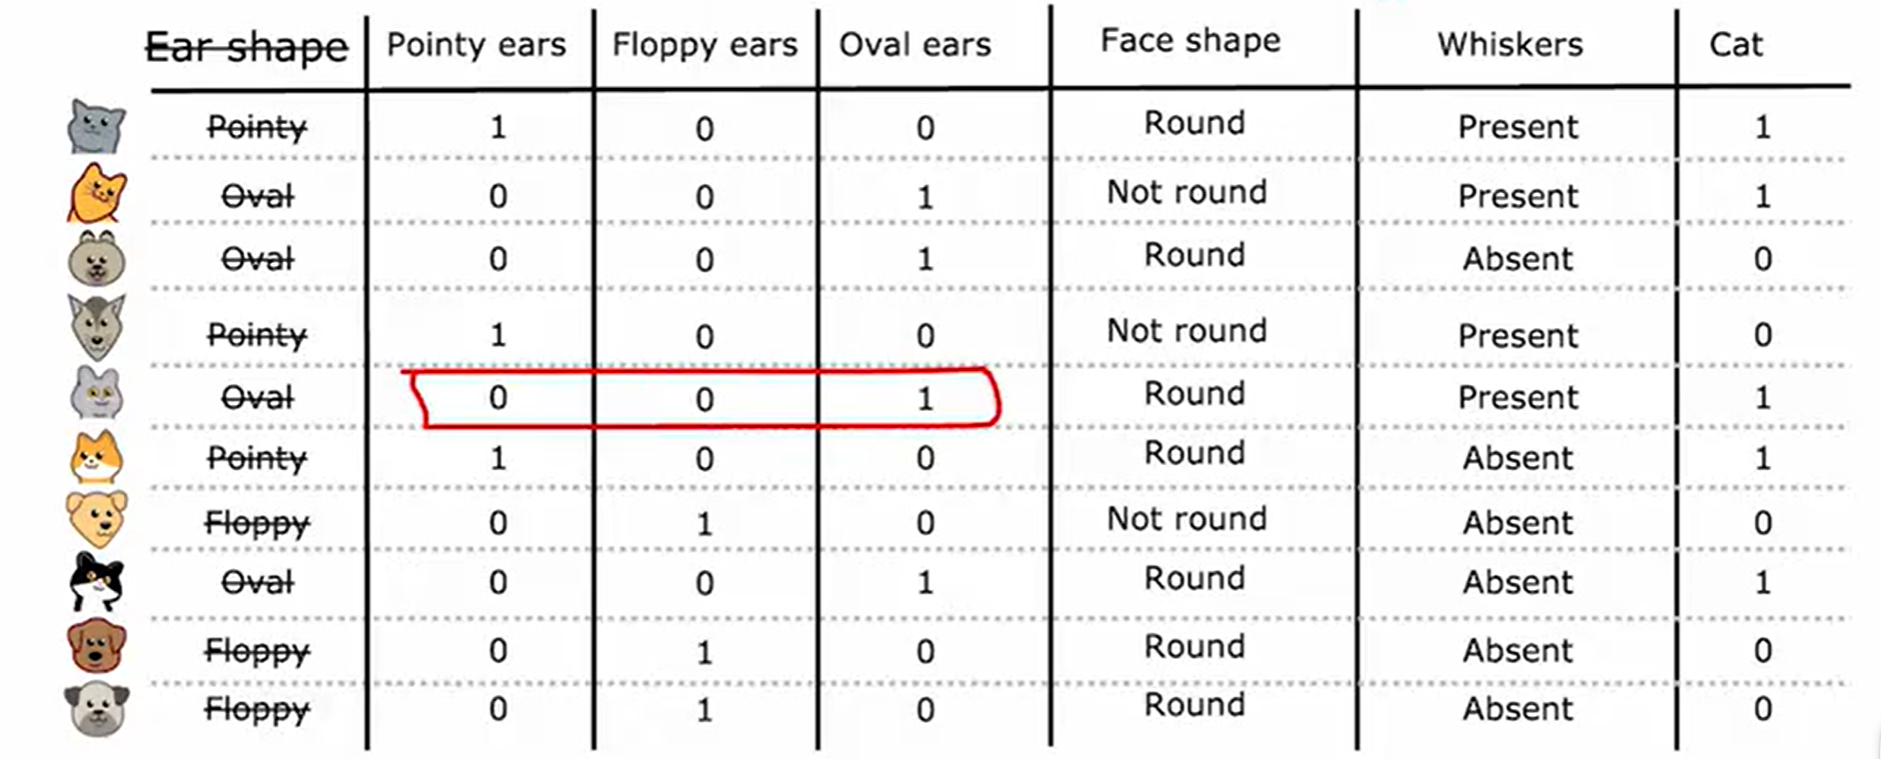 Ear shape Pointy ears Floppy ears Oval ears Face shape Whiskers Cat
Pointy 1 0 0 Round Present 1
Oval 0 0 1 Not round Present 1
Oval 0 0 1 Round Absent 0
Pointy 1 0 0 Not round Present 0
Oval 0 0 1 Round Present 1
Pointy 1 0 0 Round Absent 1
Floppy 0 1 0 Not round Absent 0
Oval 0 0 1 Round Absent 1
Floppy 0 1 0 Round Absent 0
Floppy 0 1 0 Round Absent 0